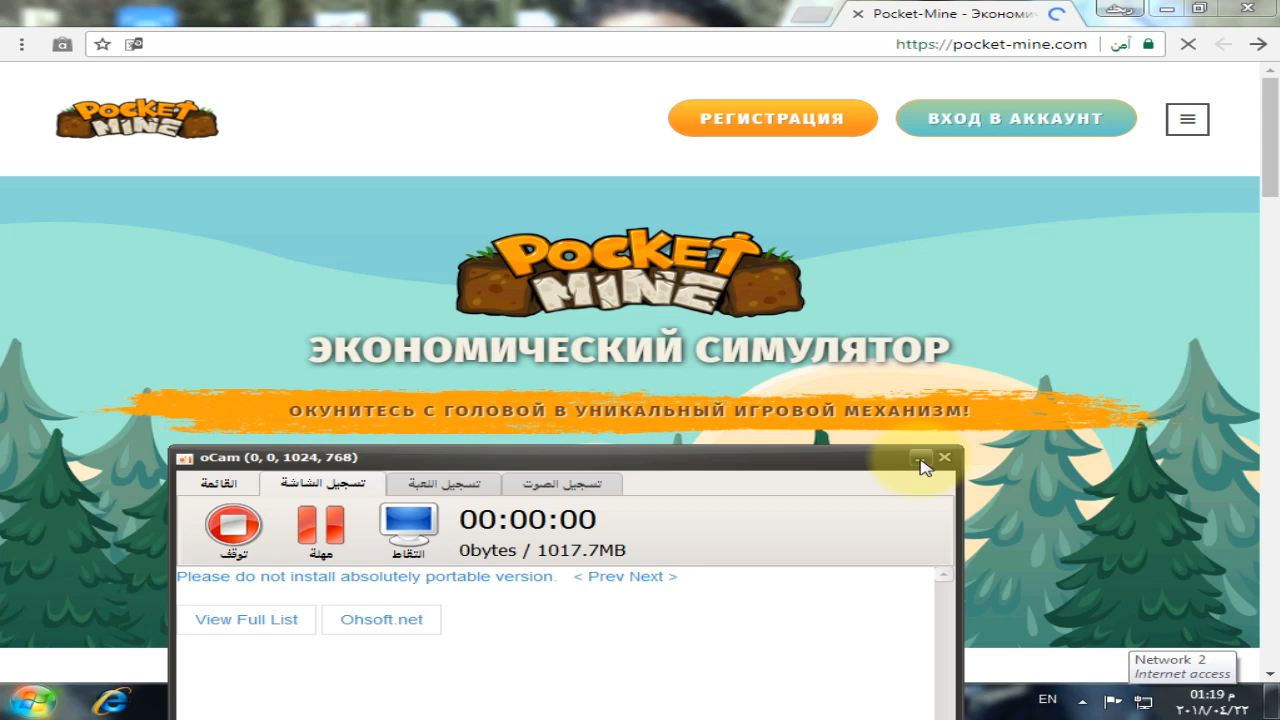 Pocket-Mine - Экономи
ريحك
https://pocket-mine.com
آمن
POCKET
MINE
РЕГИСТРАЦИЯ
ВХОД В АККАУНТ
POCKET
MINE
ЭКОНОМИЧЕСКИЙ СИМУЛЯТОР
ОКУНИТЕСЬ С ГОЛОВОЙ В УНИКАЛЬНЫЙ ИГРОВОЙ МЕХАНИЗМ!
oCam (0, 0, 1024, 768)
القائمة
تسجيل الشاشة
تسجيل اللعبة
تسجيل الصوت
توقف
مهلة
التقاط
00:00:00
0bytes / 1017.7MB
Please do not install absolutely portable version. < Prev Next >
View Full List
Ohsoft.net
Network 2
Internet access
EN
01:19 م
٢٠١٨/٠٤/٢٢